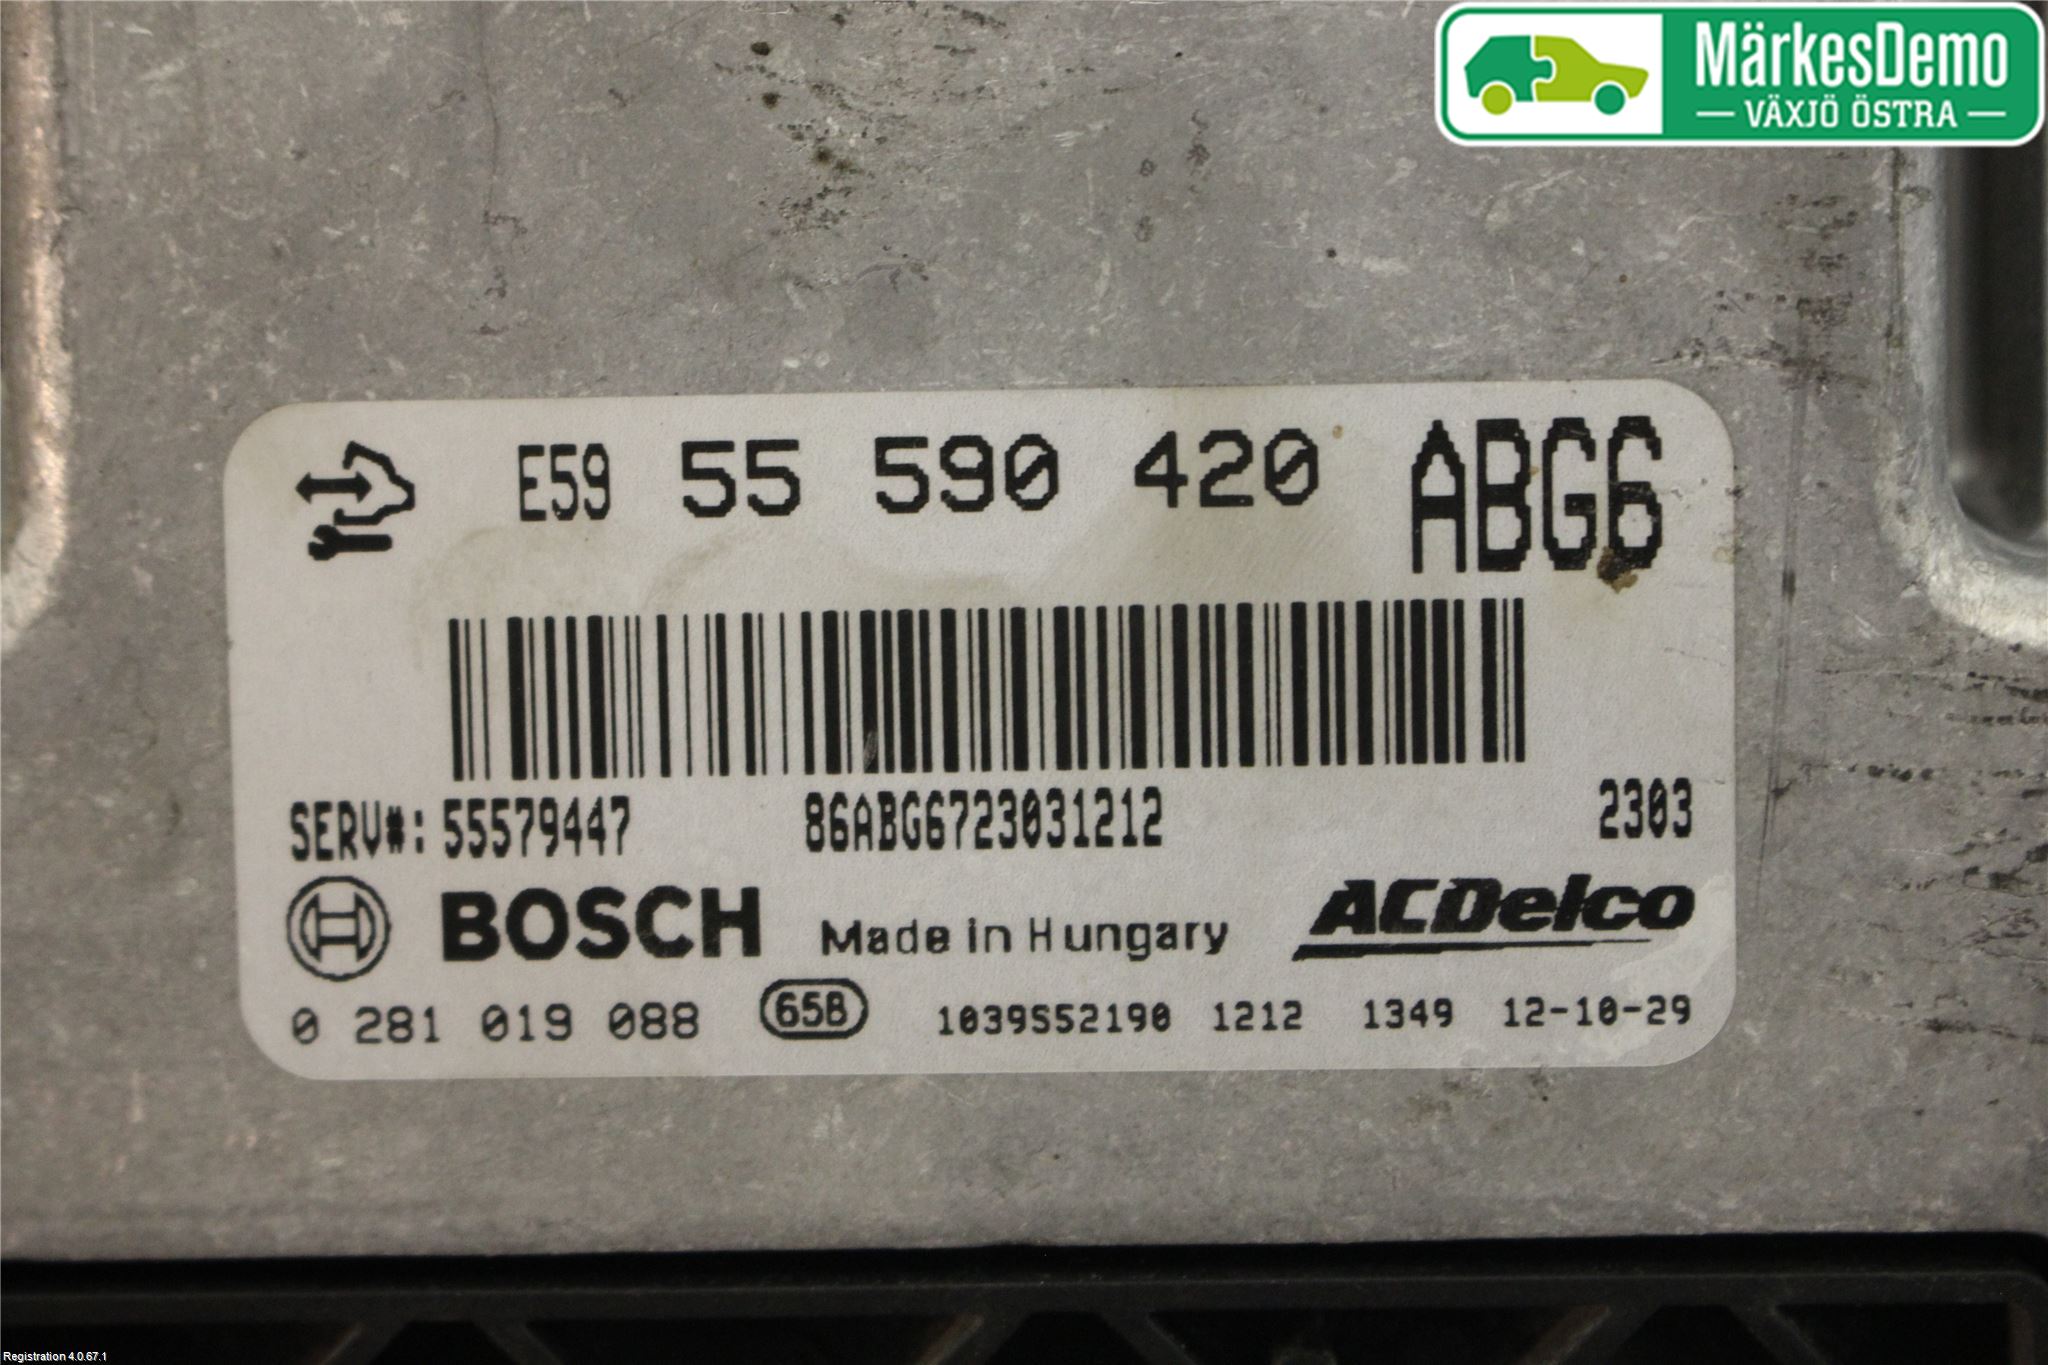 MärkesDemo
VÄXJÖ ÖSTRA
E59 55 590 420 ABG6
SERV#: 55579447 86ABG6723031212 2303
BOSCH Made in Hungary ACDelco
0 281 019 088 65B 1039S52190 1212 1349 12-10-29
Registration 4.0.67.1